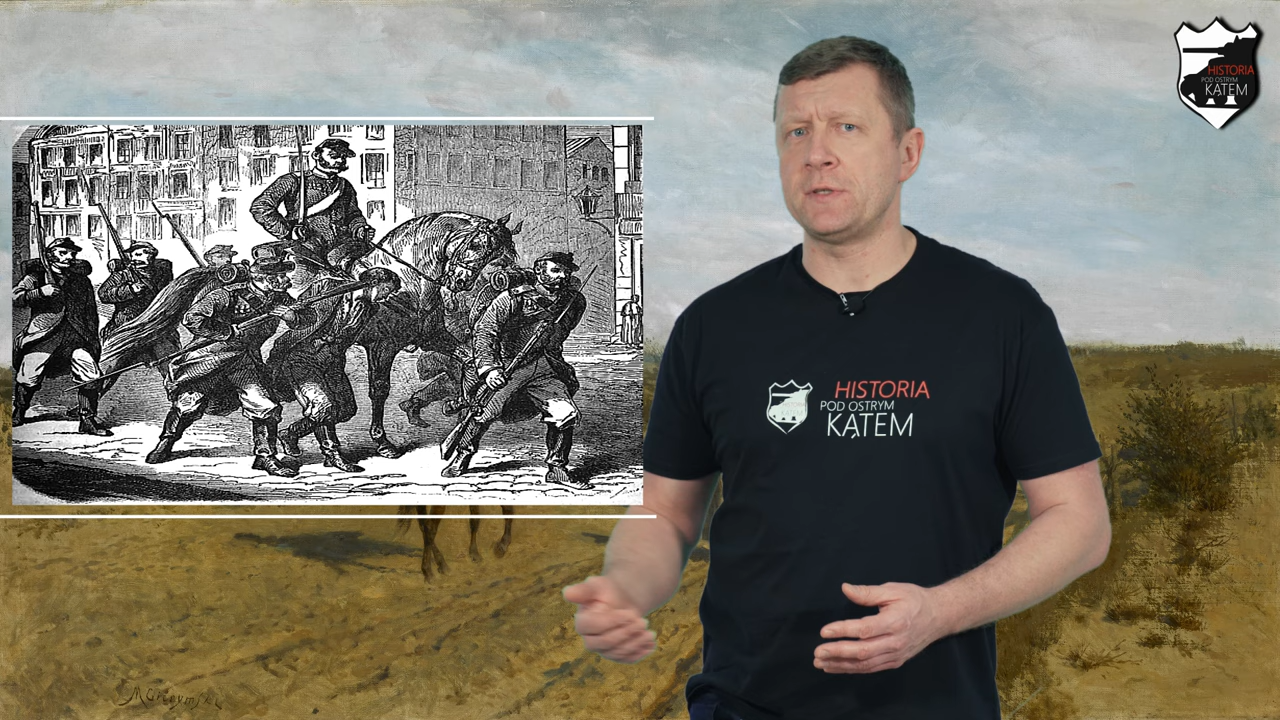 HISTORIA
POD OSTRYM
KĄTEM
HISTORIA
POD OSTRYM
KĄTEM